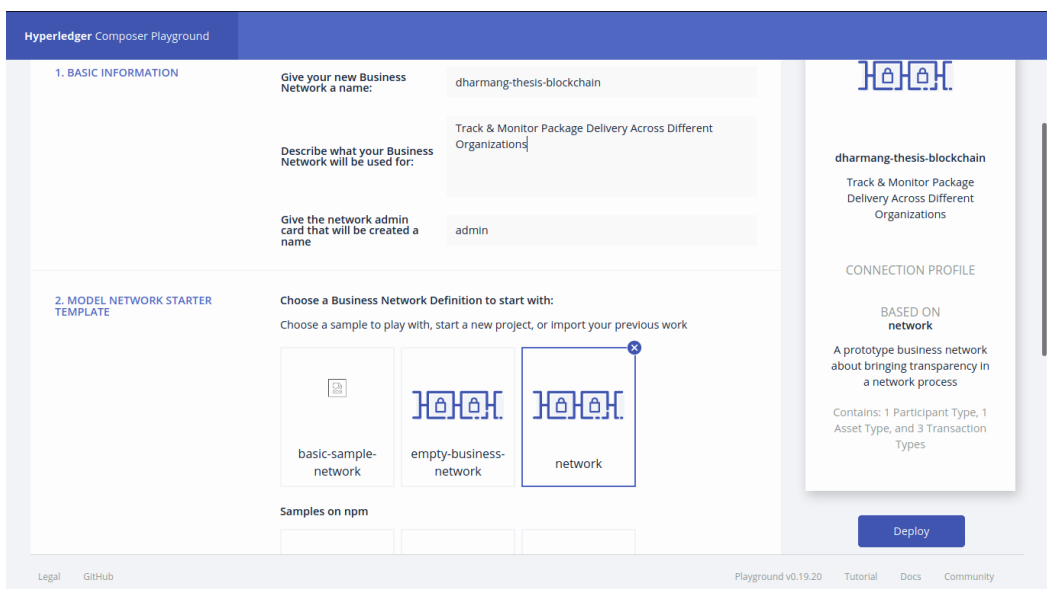 Hyperledger Composer Playground
1. BASIC INFORMATION
Give your new Business
Network a name:
dharmang-thesis-blockchain
Describe what your Business
Network will be used for:
Track & Monitor Package Delivery Across Different
Organizations
Give the network admin
card that will be created a
name
admin
2. MODEL NETWORK STARTER
TEMPLATE
Choose a Business Network Definition to start with:
Choose a sample to play with, start a new project, or import your previous work
basic-sample-
network
empty-business-
network
network
Samples on npm
dharmang-thesis-blockchain
Track & Monitor Package
Delivery Across Different
Organizations
CONNECTION PROFILE
BASED ON
network
A prototype business network
about bringing transparency in
a network process
Contains: 1 Participant Type, 1
Asset Type, and 3 Transaction
Types
Deploy
Legal
GitHub
Playground v0.19.20
Tutorial
Docs
Community